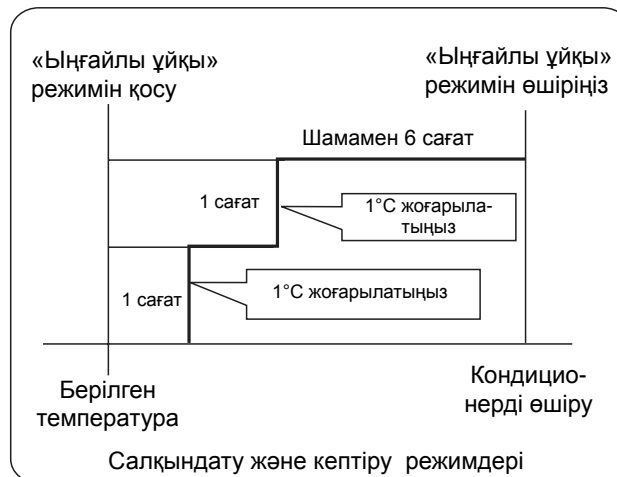 «Ыңғайлы ұйқы»
режимін қосу
«Ыңғайлы ұйқы»
режимін өшіріңіз
Шамамен 6 сағат
1 сағат
1°C жоғарыла-
тыңыз
1 сағат
1°C жоғарылатыңыз
Берілген
температура
Кондицио-
нерді өшіру
Салқындату және кептіру режимдері